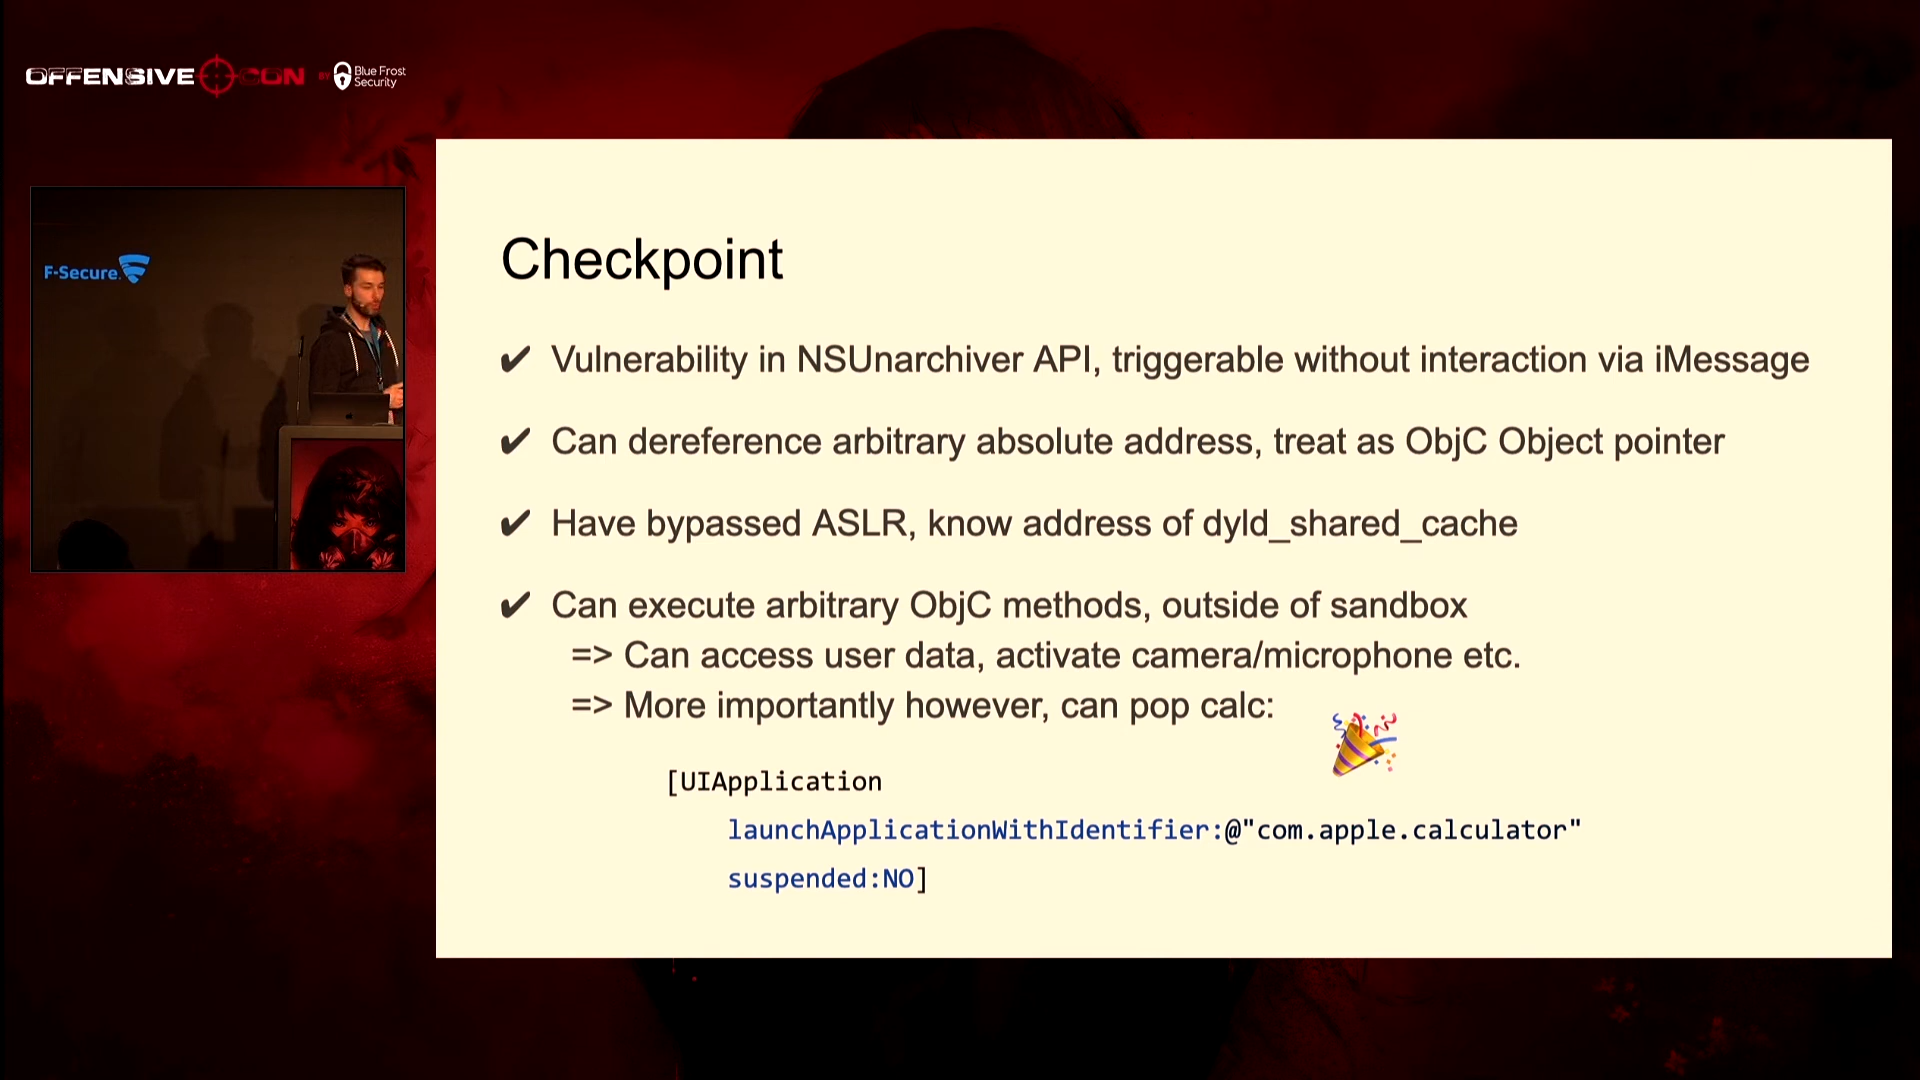 OFFENSIVE CON BY Blue Frost
Security
F-Secure.
Checkpoint
✔ Vulnerability in NSUnarchiver API, triggerable without interaction via iMessage
✔ Can dereference arbitrary absolute address, treat as ObjC Object pointer
✔ Have bypassed ASLR, know address of dyld_shared_cache
✔ Can execute arbitrary ObjC methods, outside of sandbox
=> Can access user data, activate camera/microphone etc.
=> More importantly however, can pop calc:
[UIApplication
launchApplicationWithIdentifier:@"com.apple.calculator"
suspended:NO]